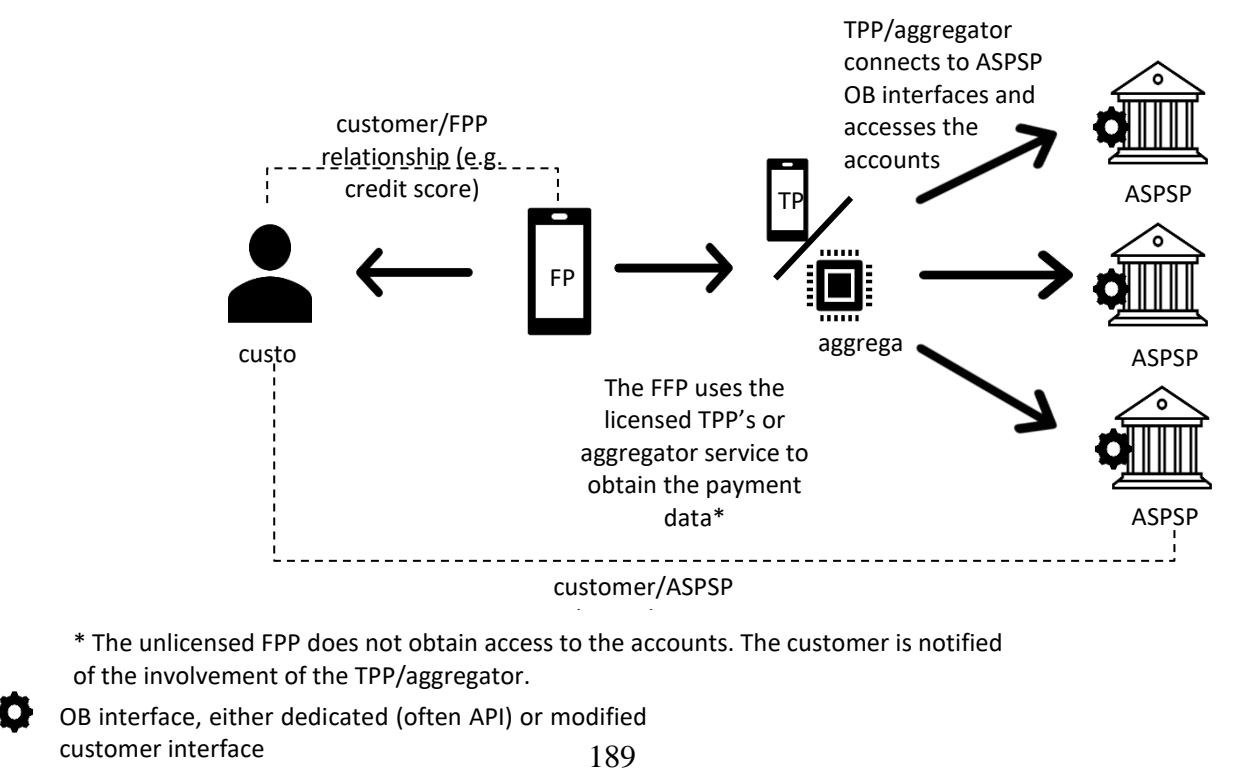 TPP/aggregator
connects to ASPSP
OB interfaces and
accesses the
accounts
customer/FPP
relationship (e.g.
credit score)
ASPSP
TP
FP
custo
aggrega
ASPSP
The FFP uses the
licensed TPP’s or
aggregator service to
obtain the payment
data*
ASPSP
customer/ASPSP
* The unlicensed FPP does not obtain access to the accounts. The customer is notified
of the involvement of the TPP/aggregator.
OB interface, either dedicated (often API) or modified
customer interface
189